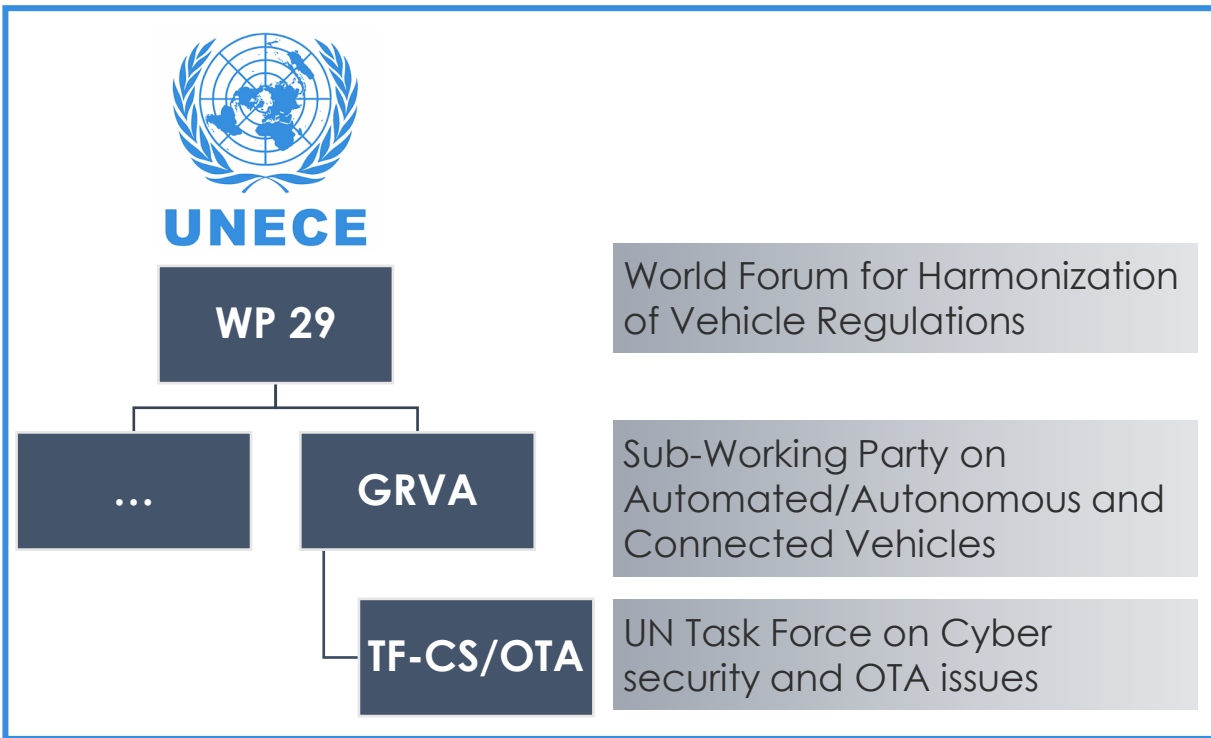 UNECE
WP 29
World Forum for Harmonization
of Vehicle Regulations
...
GRVA
Sub-Working Party on
Automated/Autonomous and
Connected Vehicles
TF-CS/OTA
UN Task Force on Cyber
security and OTA issues